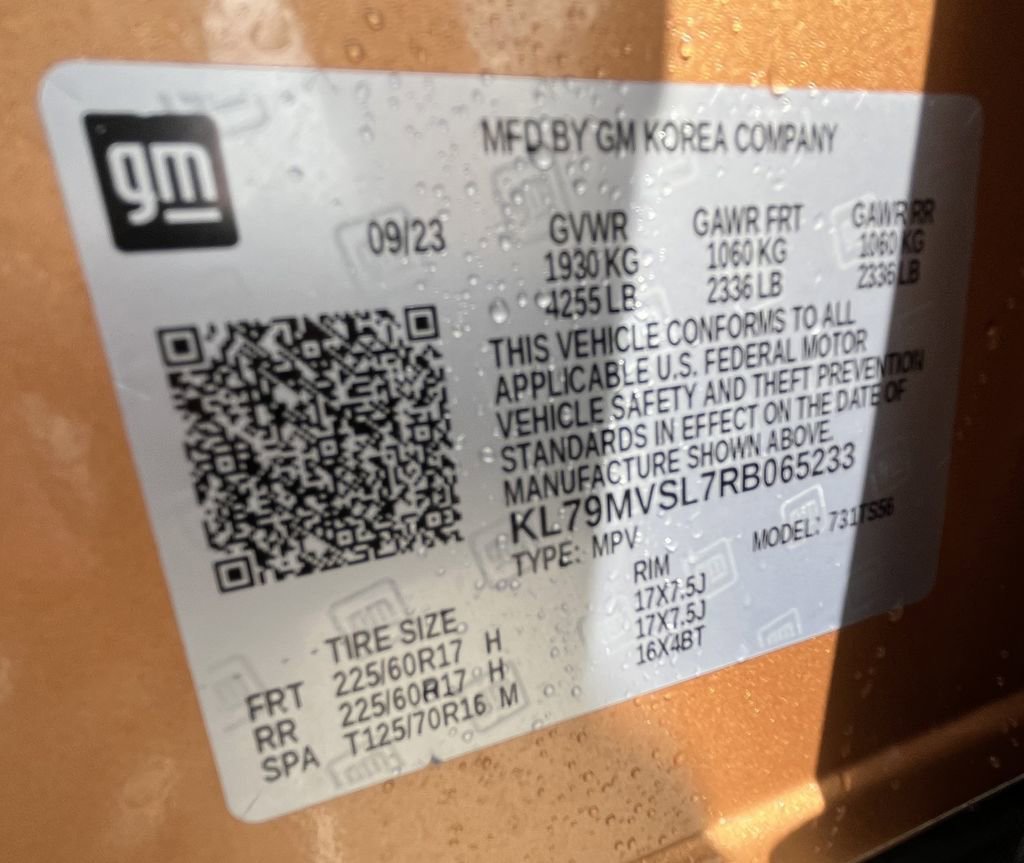 gm
MFD BY GM KOREA COMPANY
09/23
GVWR GAWR FRT GAWR RR
1930 KG 1060 KG 1060 KG
4255 LB 2336 LB 2336 LB
THIS VEHICLE CONFORMS TO ALL
APPLICABLE U.S. FEDERAL MOTOR
VEHICLE SAFETY AND THEFT PREVENTION
STANDARDS IN EFFECT ON THE DATE OF
MANUFACTURE SHOWN ABOVE.
KL79MVSL7RB065233
TYPE: MPV MODEL: 731TS56
TIRE SIZE RIM
FRT 225/60R17 H 17X7.5J
RR 225/60R17 H 17X7.5J
SPA T125/70R16 M 16X4BT